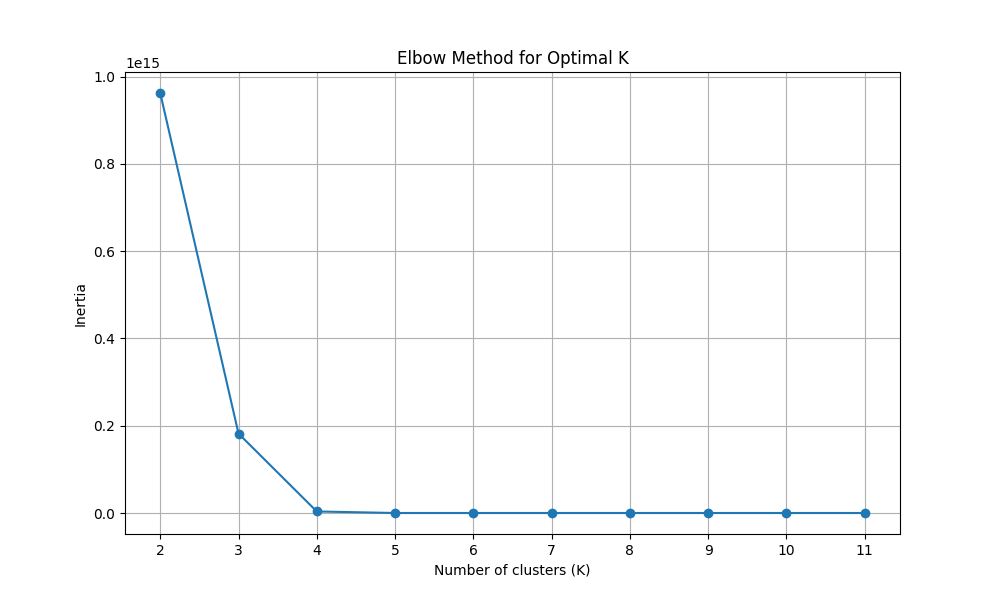 Elbow Method for Optimal K
1e15
1.0
0.8
0.6
0.4
0.2
0.0
Inertia
2 3 4 5 6 7 8 9 10 11
Number of clusters (K)